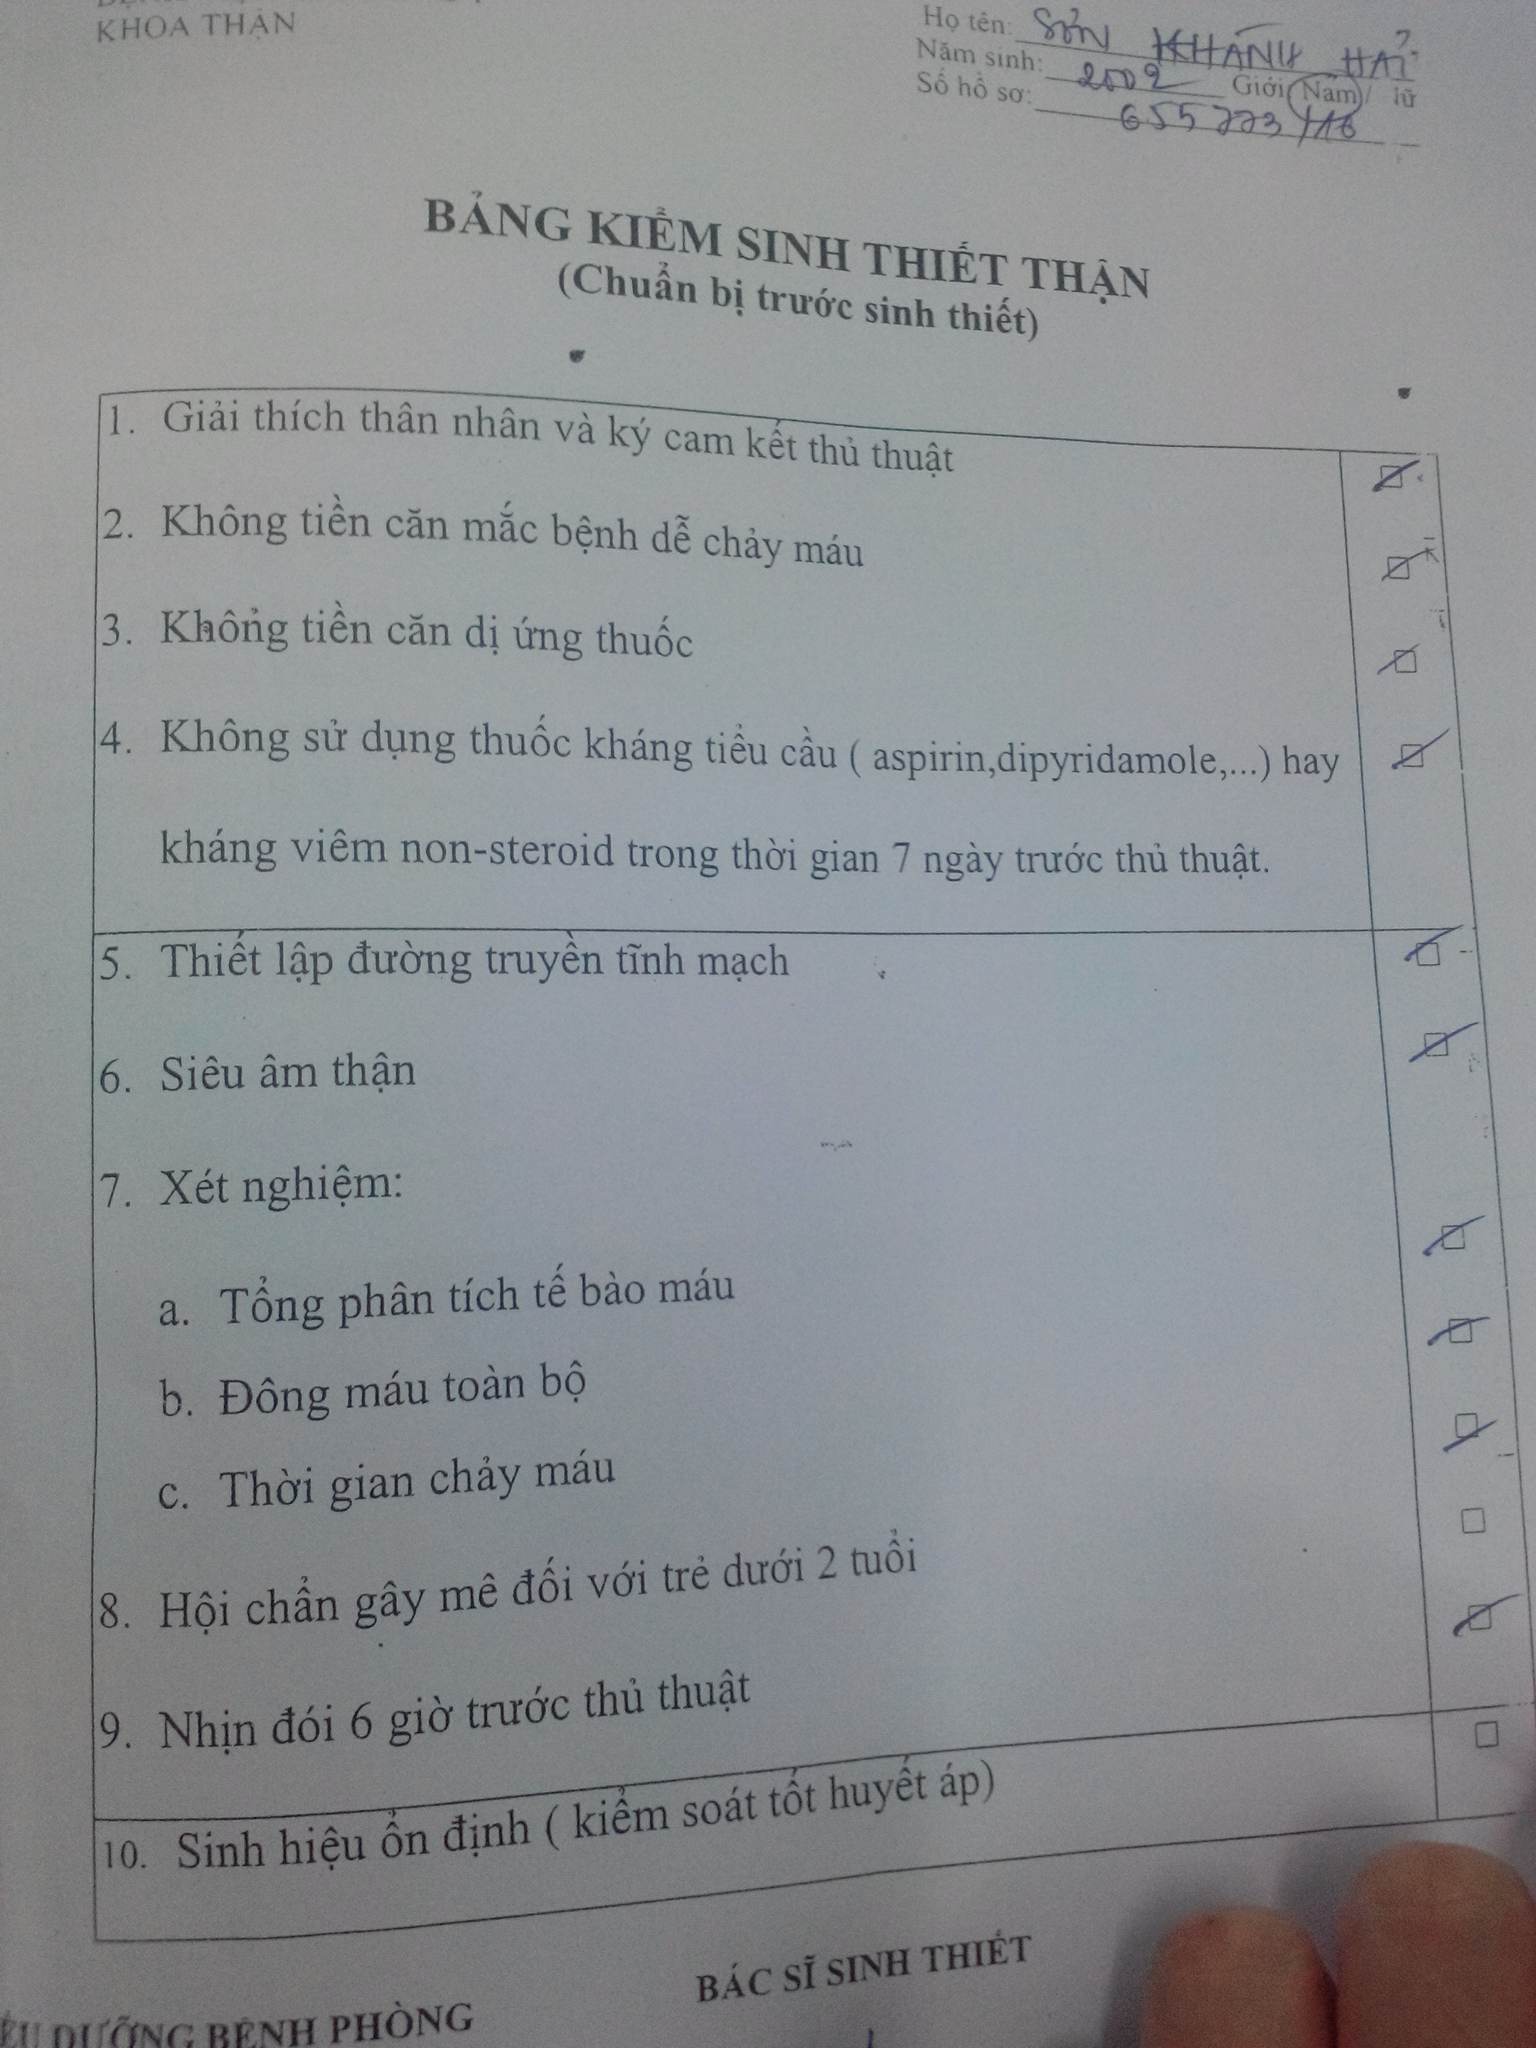 KHOA THẬN
Họ tên: SƠN KHÁNH HẢI
Năm sinh: 2002 Giới Nam/ ữ
Số hồ sơ: 655773/16
BẢNG KIỂM SINH THIẾT THẬN
(Chuẩn bị trước sinh thiết)
1. Giải thích thân nhân và ký cam kết thủ thuật
2. Không tiền căn mắc bệnh dễ chảy máu
3. Không tiền căn dị ứng thuốc
4. Không sử dụng thuốc kháng tiểu cầu ( aspirin,dipyridamole,...) hay
kháng viêm non-steroid trong thời gian 7 ngày trước thủ thuật.
5. Thiết lập đường truyền tĩnh mạch
6. Siêu âm thận
7. Xét nghiệm:
a. Tổng phân tích tế bào máu
b. Đông máu toàn bộ
c. Thời gian chảy máu
8. Hội chẩn gây mê đối với trẻ dưới 2 tuổi
9. Nhịn đói 6 giờ trước thủ thuật
10. Sinh hiệu ổn định ( kiểm soát tốt huyết áp)
BÁC SĨ SINH THIẾT
ĐIỀU DƯỠNG BỆNH PHÒNG